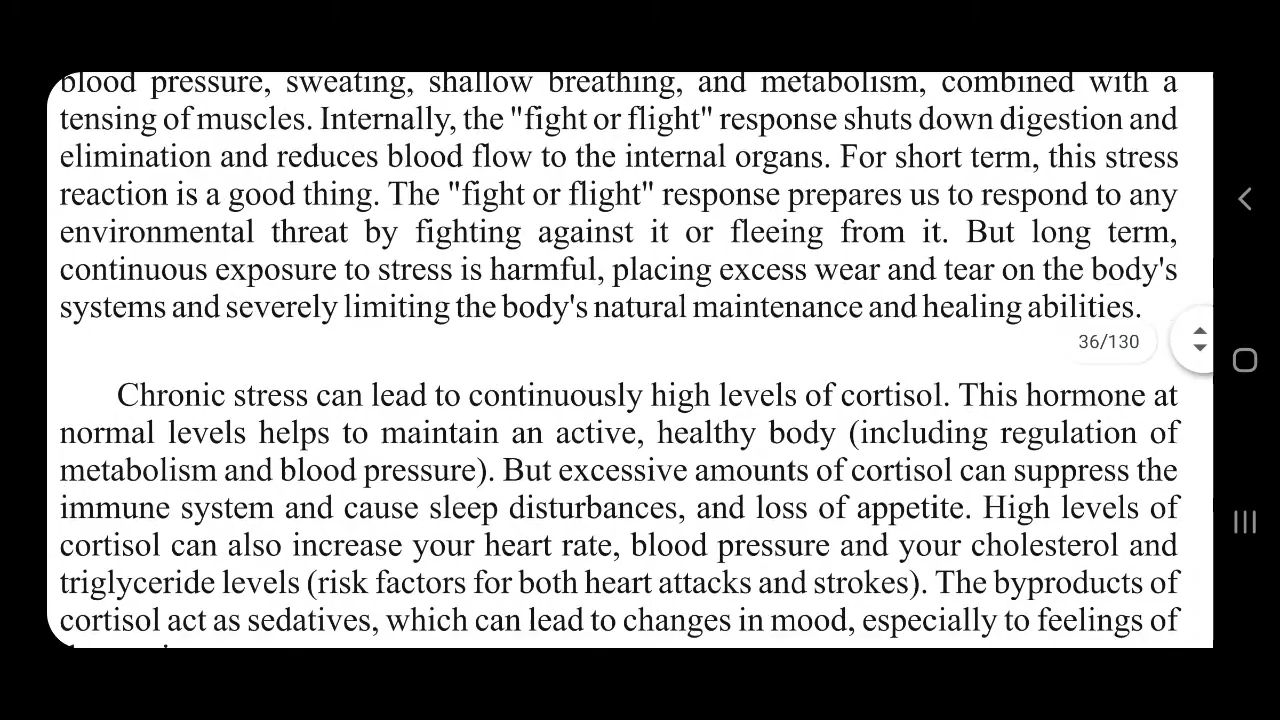 blood pressure, sweating, shallow breathing, and metabolism, combined with a
tensing of muscles. Internally, the "fight or flight" response shuts down digestion and
elimination and reduces blood flow to the internal organs. For short term, this stress
reaction is a good thing. The "fight or flight" response prepares us to respond to any
environmental threat by fighting against it or fleeing from it. But long term,
continuous exposure to stress is harmful, placing excess wear and tear on the body's
systems and severely limiting the body's natural maintenance and healing abilities.
36/130
Chronic stress can lead to continuously high levels of cortisol. This hormone at
normal levels helps to maintain an active, healthy body (including regulation of
metabolism and blood pressure). But excessive amounts of cortisol can suppress the
immune system and cause sleep disturbances, and loss of appetite. High levels of
cortisol can also increase your heart rate, blood pressure and your cholesterol and
triglyceride levels (risk factors for both heart attacks and strokes). The byproducts of
cortisol act as sedatives, which can lead to changes in mood, especially to feelings of